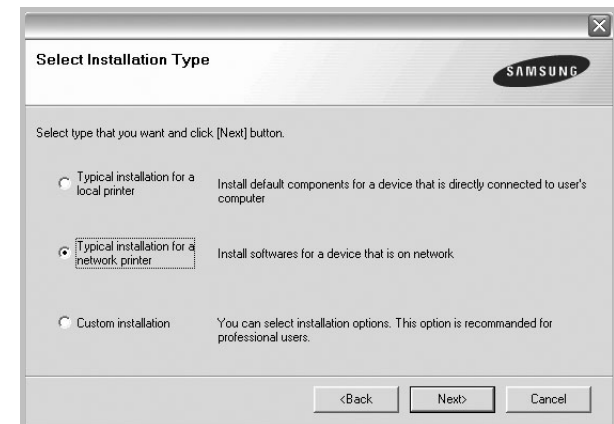 Select Installation Type
SAMSUNG
Select type that you want and click [Next] button.
Typical installation for a
local printer
Install default components for a device that is directly connected to user's
computer
Typical installation for a
network printer
Install softwares for a device that is on network
Custom installation
You can select installation options. This option is recommanded for
professional users.
<Back
Next>
Cancel